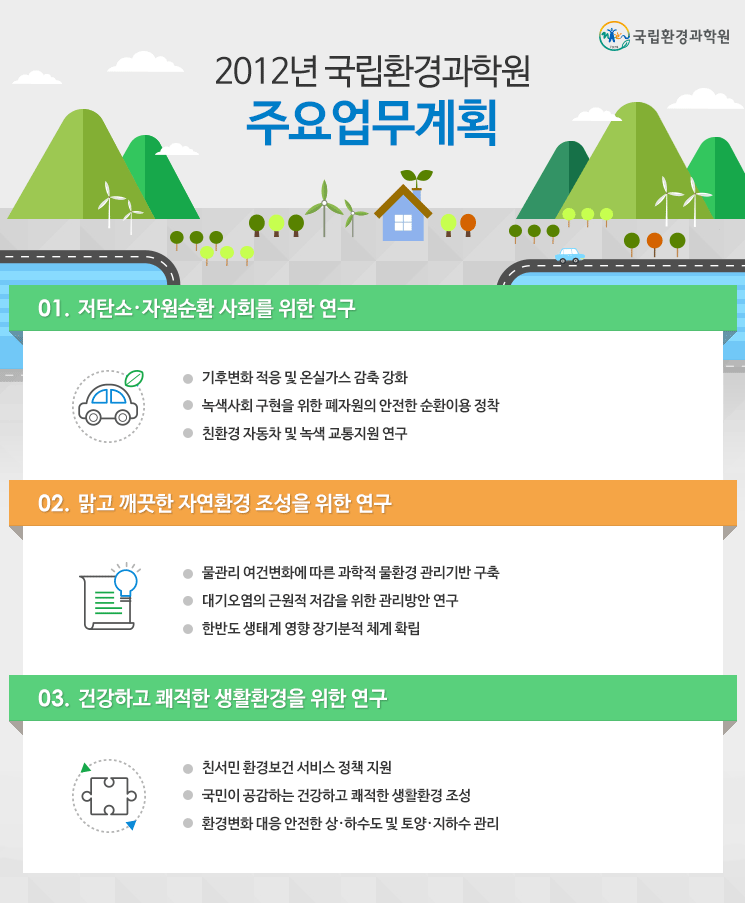 국립환경과학원
2012년 국립환경과학원
주요업무계획
01. 저탄소·자원순환 사회를 위한 연구
기후변화 적응 및 온실가스 감축 강화
녹색사회 구현을 위한 폐자원의 안전한 순환이용 정착
친환경 자동차 및 녹색 교통지원 연구
02. 맑고 깨끗한 자연환경 조성을 위한 연구
물관리 여건변화에 따른 과학적 물환경 관리기반 구축
대기오염의 근원적 저감을 위한 관리방안 연구
한반도 생태계 영향 장기분적 체계 확립
03. 건강하고 쾌적한 생활환경을 위한 연구
친서민 환경보건 서비스 정책 지원
국민이 공감하는 건강하고 쾌적한 생활환경 조성
환경변화 대응 안전한 상·하수도 및 토양·지하수 관리